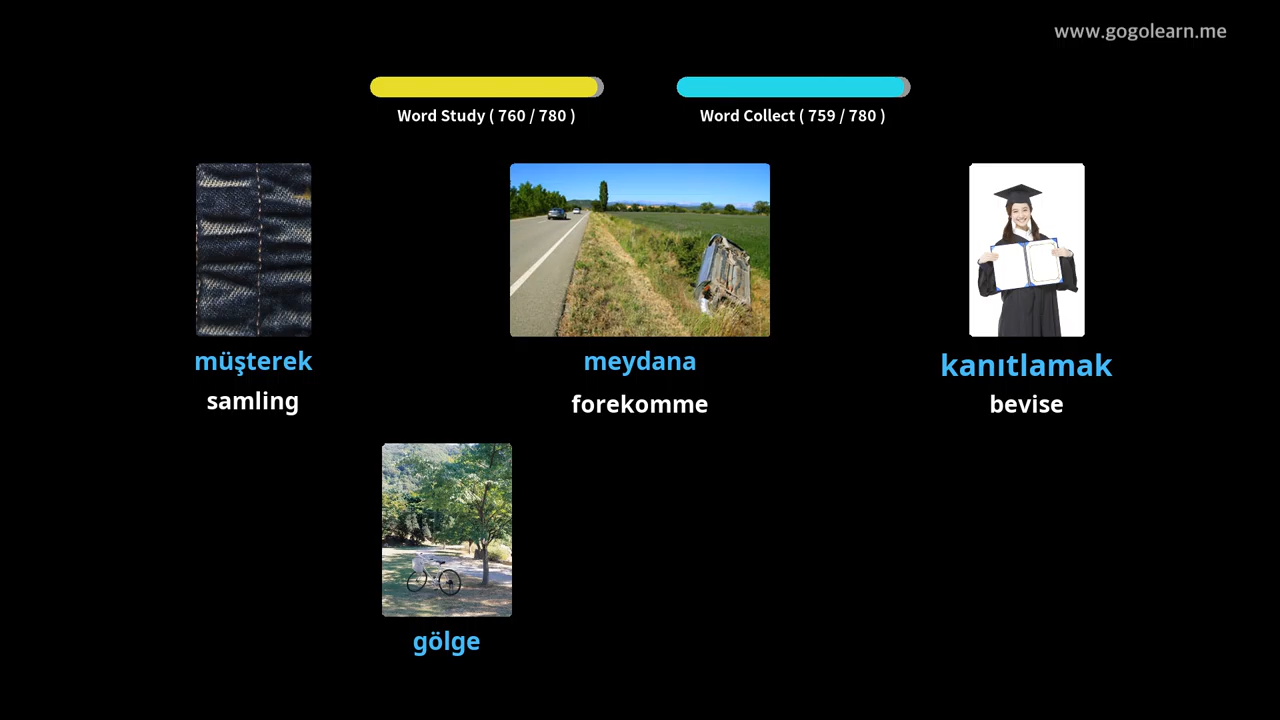 www.gogolearn.me
Word Study ( 760 / 780 )
Word Collect ( 759 / 780 )
müşterek
meydana
kanıtlamak
samling
forekomme
bevise
gölge